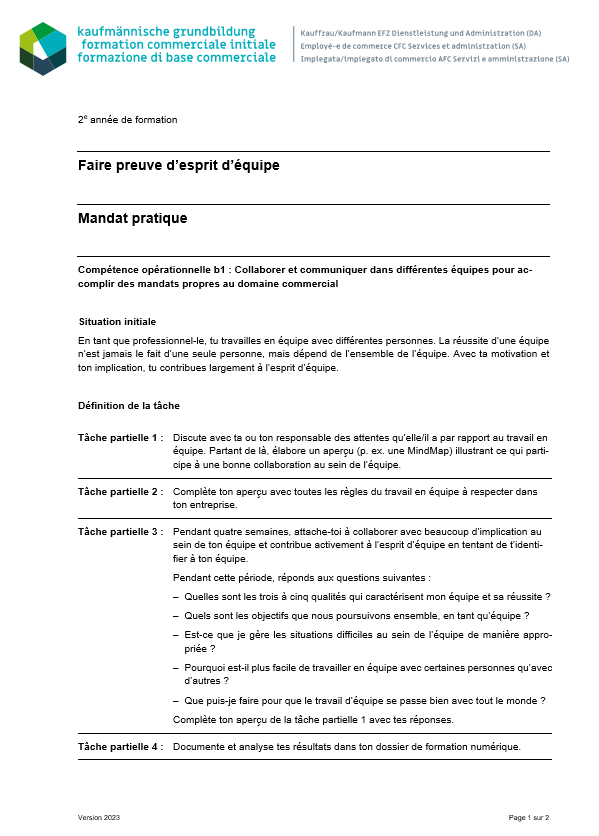 kaufmännische grundbildung
formation commerciale initiale
formazione di base commerciale
Kauffrau/Kaufmann EFZ Dienstleistung und Administration (DA)
Employé-e de commerce CFC Services et administration (SA)
Impiegata/Impiegato di commercio AFC Servizi e amministrazione (SA)
2e année de formation
Faire preuve d'esprit d'équipe
Mandat pratique
Compétence opérationnelle b1 : Collaborer et communiquer dans différentes équipes pour ac-
complir des mandats propres au domaine commercial
Situation initiale
En tant que professionnel-le, tu travailles en équipe avec différentes personnes. La réussite d'une équipe
n'est jamais le fait d'une seule personne, mais dépend de l'ensemble de l'équipe. Avec ta motivation et
ton implication, tu contribues largement à l'esprit d'équipe.
Définition de la tâche
Tâche partielle 1 : Discute avec ta ou ton responsable des attentes qu'elle/il a par rapport au travail en
équipe. Partant de là, élabore un aperçu (p. ex. une MindMap) illustrant ce qui parti-
cipe à une bonne collaboration au sein de l'équipe.
Tâche partielle 2 : Complète ton aperçu avec toutes les règles du travail en équipe à respecter dans
ton entreprise.
Tâche partielle 3 : Pendant quatre semaines, attache-toi à collaborer avec beaucoup d'implication au
sein de ton équipe et contribue activement à l'esprit d'équipe en tentant de t'identi-
fier à ton équipe.
Pendant cette période, réponds aux questions suivantes :
– Quelles sont les trois à cinq qualités qui caractérisent mon équipe et sa réussite ?
– Quels sont les objectifs que nous poursuivons ensemble, en tant qu'équipe ?
– Est-ce que je gère les situations difficiles au sein de l'équipe de manière appro-
priée ?
– Pourquoi est-il plus facile de travailler en équipe avec certaines personnes qu'avec
d'autres ?
– Que puis-je faire pour que le travail d'équipe se passe bien avec tout le monde ?
Complète ton aperçu de la tâche partielle 1 avec tes réponses.
Tâche partielle 4 : Documente et analyse tes résultats dans ton dossier de formation numérique.
Version 2023
Page 1 sur 2